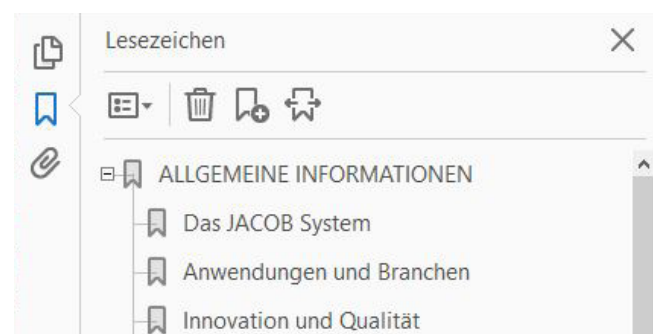 Lesezeichen
ALLGEMEINE INFORMATIONEN
Das JACOB System
Anwendungen und Branchen
Innovation und Qualität